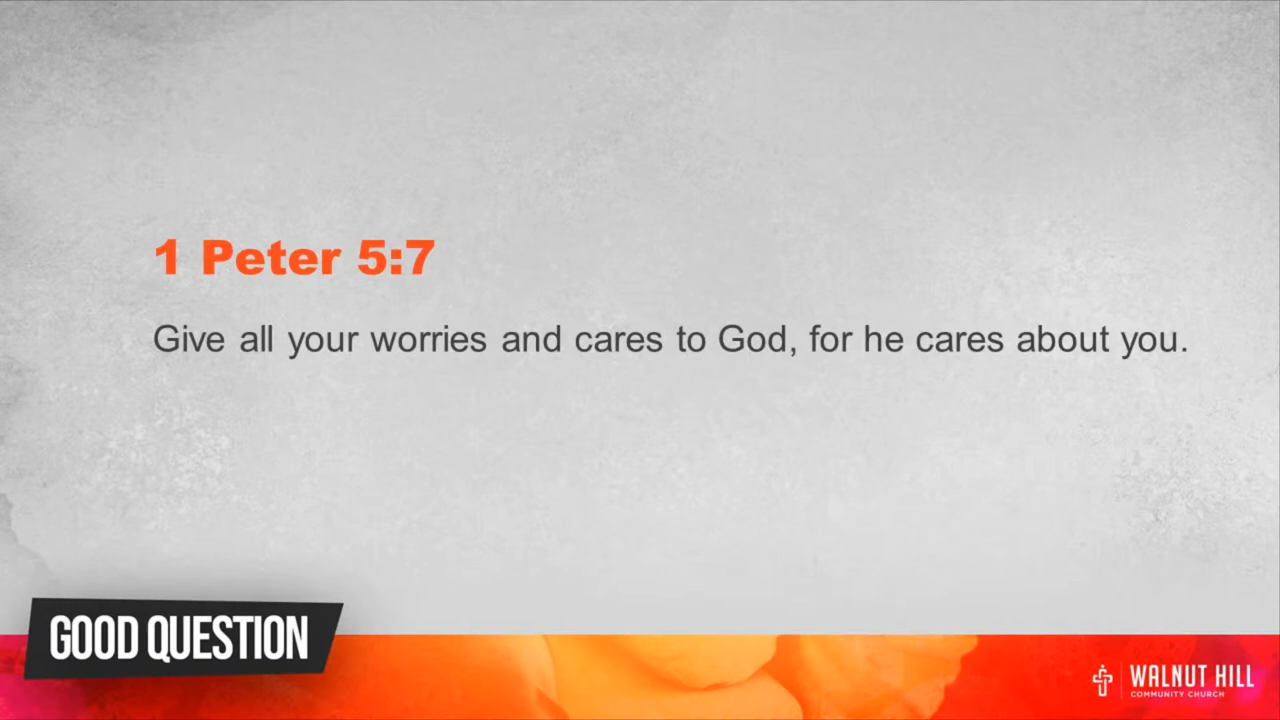 1 Peter 5:7
Give all your worries and cares to God, for he cares about you.
GOOD QUESTION
WALNUT HILL
COMMUNITY CHURCH